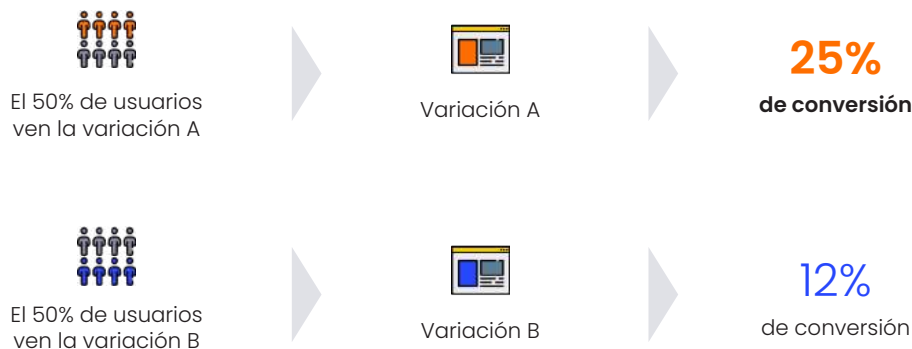 El 50% de usuarios
ven la variación A
Variación A
25%
de conversión
El 50% de usuarios
ven la variación B
Variación B
12%
de conversión